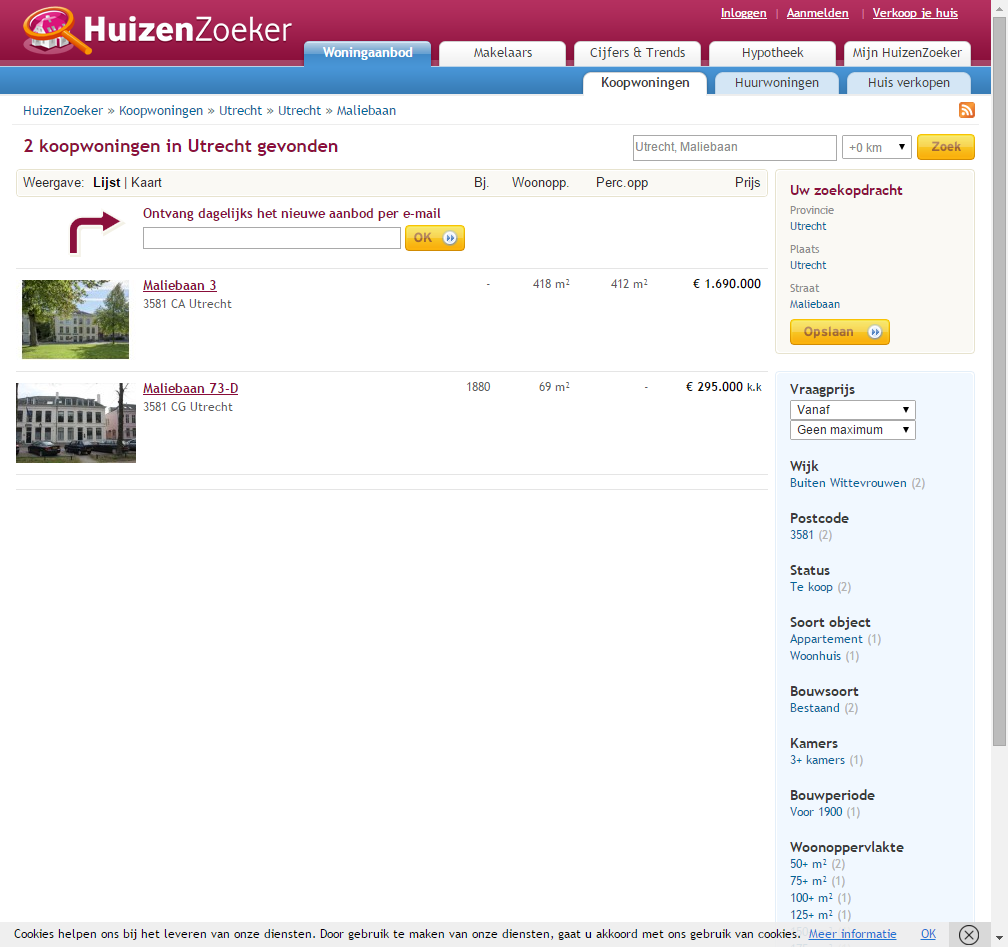 Inloggen | Aanmelden | Verkoop je huis
HuizenZoeker
Woningaanbod Makelaars Cijfers & Trends Hypotheek Mijn HuizenZoeker
Koopwoningen Huurwoningen Huis verkopen
HuizenZoeker » Koopwoningen » Utrecht » Utrecht » Maliebaan
2 koopwoningen in Utrecht gevonden
Utrecht, Maliebaan +0 km Zoek
Weergave: Lijst | Kaart Bj. Woonopp. Perc.opp Prijs
Ontvang dagelijks het nieuwe aanbod per e-mail
OK
Maliebaan 3 - 418 m² 412 m² € 1.690.000
3581 CA Utrecht
Maliebaan 73-D 1880 69 m² - € 295.000 k.k
3581 CG Utrecht
Uw zoekopdracht
Provincie
Utrecht
Plaats
Utrecht
Straat
Maliebaan
Opslaan
Vraagprijs
Vanaf
Geen maximum
Wijk
Buiten Wittevrouwen (2)
Postcode
3581 (2)
Status
Te koop (2)
Soort object
Appartement (1)
Woonhuis (1)
Bouwsoort
Bestaand (2)
Kamers
3+ kamers (1)
Bouwperiode
Voor 1900 (1)
Woonoppervlakte
50+ m² (2)
75+ m² (1)
100+ m² (1)
125+ m² (1)
Cookies helpen ons bij het leveren van onze diensten. Door gebruik te maken van onze diensten, gaat u akkoord met ons gebruik van cookies. Meer informatie OK